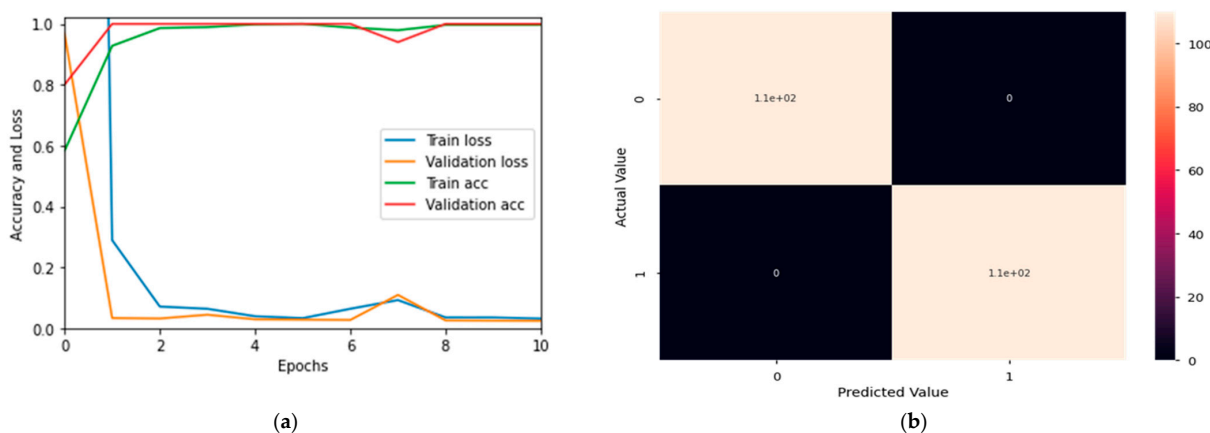 1.0
0.8
0.6
0.4
0.2
0.0
0 2 4 6 8 10
Accuracy and Loss
Epochs
Train loss
Validation loss
Train acc
Validation acc
(a)
Actual Value
0
1
1.1e+02 0
0 1.1e+02
0 1
Predicted Value
100
80
60
40
20
0
(b)